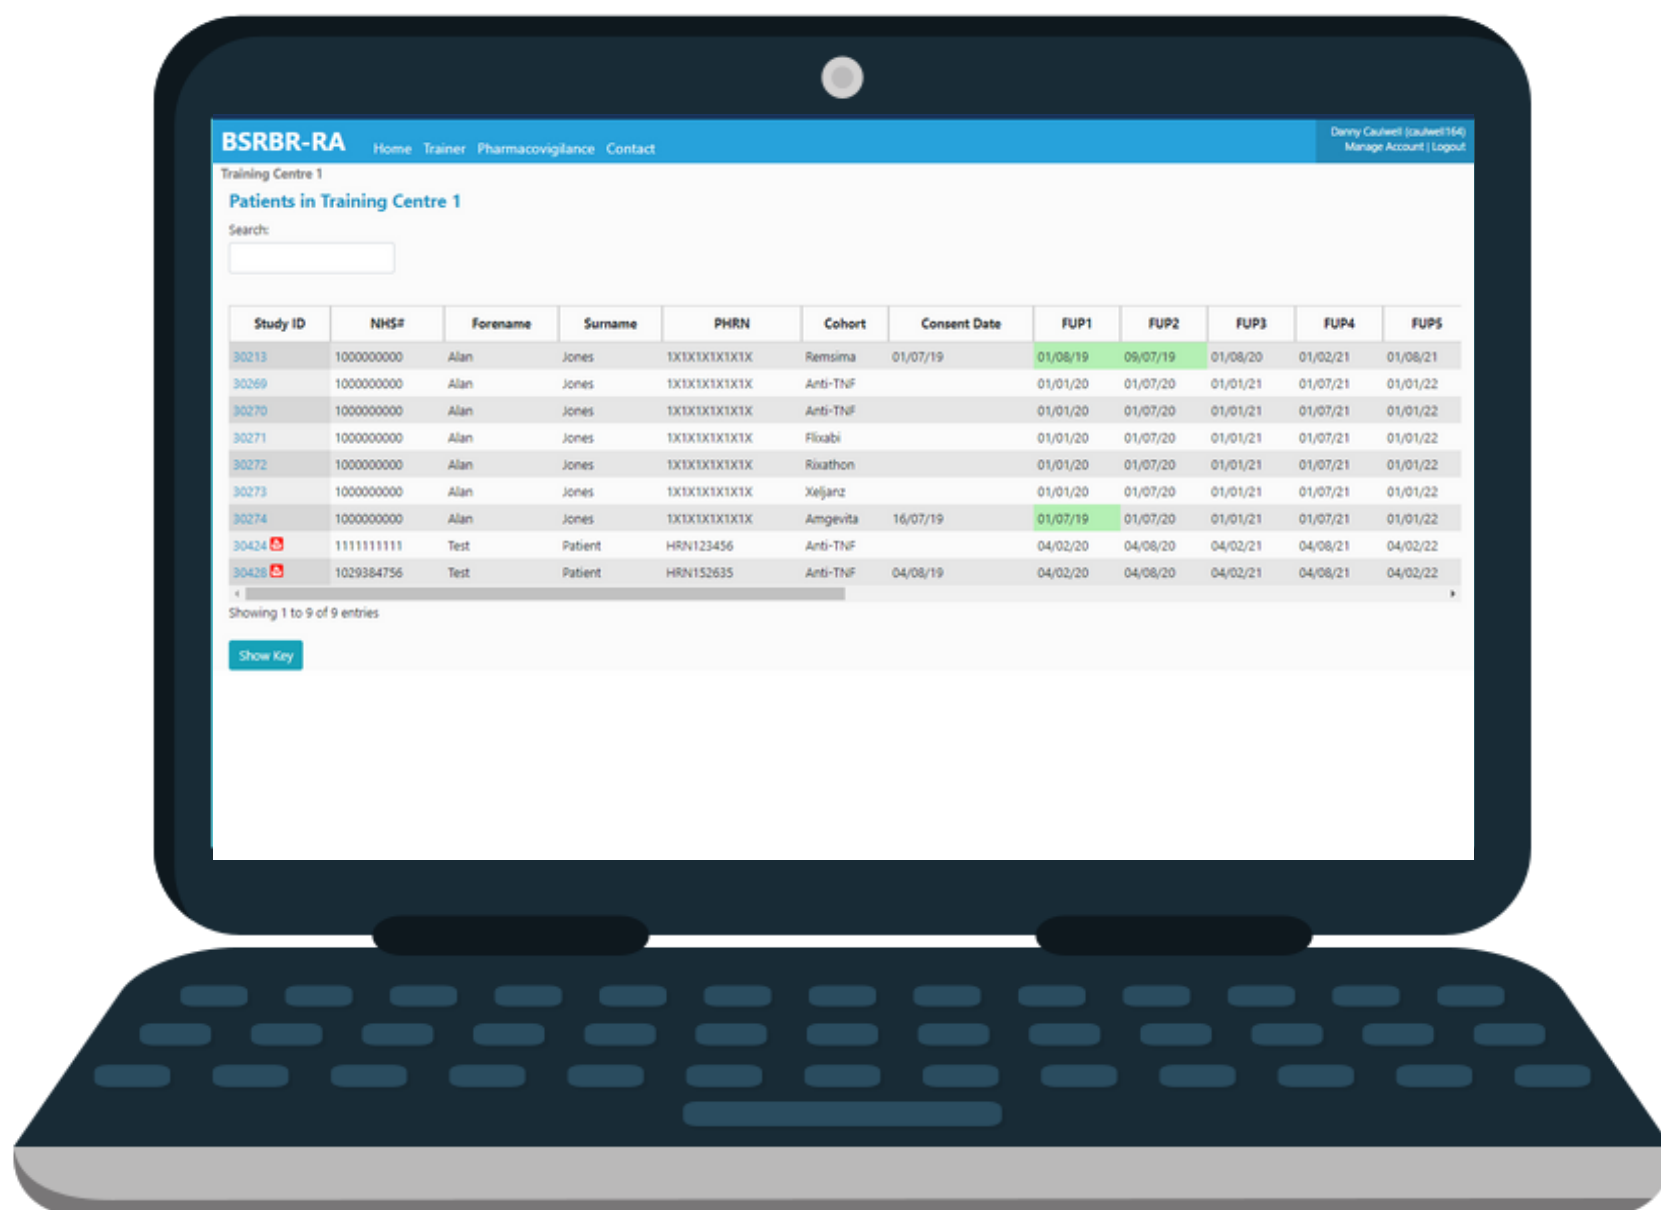 BSRBR-RA Home Trainer Pharmacovigilance Contact
Danny Caulwell (caulwell164)
Manage Account | Logout
Training Centre 1
Patients in Training Centre 1
Search:
Study ID NHS# Forename Surname PHRN Cohort Consent Date FUP1 FUP2 FUP3 FUP4 FUP5
30213 1000000000 Alan Jones 1X1X1X1X1X1X Remsima 01/07/19 01/08/19 09/07/19 01/08/20 01/02/21 01/08/21
30269 1000000000 Alan Jones 1X1X1X1X1X1X Anti-TNF 01/01/20 01/07/20 01/01/21 01/07/21 01/01/22
30270 1000000000 Alan Jones 1X1X1X1X1X1X Anti-TNF 01/01/20 01/07/20 01/01/21 01/07/21 01/01/22
30271 1000000000 Alan Jones 1X1X1X1X1X1X Flixabi 01/01/20 01/07/20 01/01/21 01/07/21 01/01/22
30272 1000000000 Alan Jones 1X1X1X1X1X1X Rixathon 01/01/20 01/07/20 01/01/21 01/07/21 01/01/22
30273 1000000000 Alan Jones 1X1X1X1X1X1X Xeljanz 01/01/20 01/07/20 01/01/21 01/07/21 01/01/22
30274 1000000000 Alan Jones 1X1X1X1X1X1X Amgevita 16/07/19 01/07/19 01/07/20 01/01/21 01/07/21 01/01/22
30424 1111111111 Test Patient HRN123456 Anti-TNF 04/02/20 04/08/20 04/02/21 04/08/21 04/02/22
30428 1029384756 Test Patient HRN152635 Anti-TNF 04/08/19 04/02/20 04/08/20 04/02/21 04/08/21 04/02/22
Showing 1 to 9 of 9 entries
Show Key